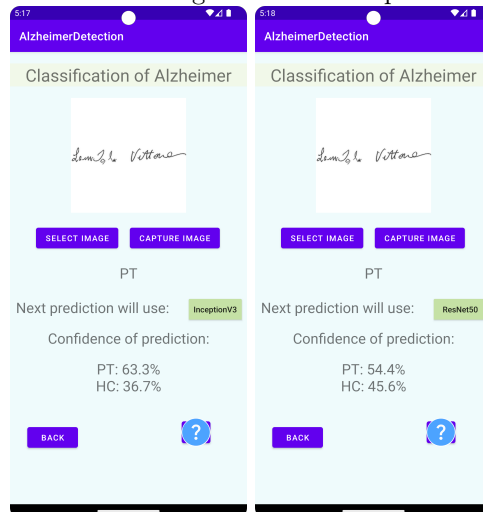 5:17
AlzheimerDetection
Classification of Alzheimer
SELECT IMAGE CAPTURE IMAGE
PT
Next prediction will use: InceptionV3
Confidence of prediction:
PT: 63.3%
HC: 36.7%
BACK ?
5:18
AlzheimerDetection
Classification of Alzheimer
SELECT IMAGE CAPTURE IMAGE
PT
Next prediction will use: ResNet50
Confidence of prediction:
PT: 54.4%
HC: 45.6%
BACK ?